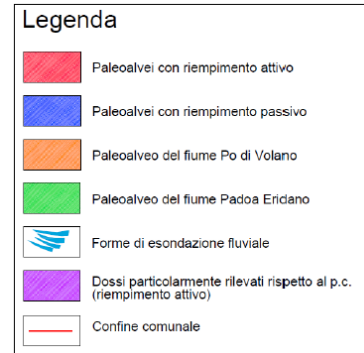 Legenda
Paleoalvei con riempimento attivo
Paleoalvei con riempimento passivo
Paleoalveo del fiume Po di Volano
Paleoalveo del fiume Padoa Eridano
Forme di esondazione fluviale
Dossi particolarmente rilevati rispetto al p.c.
(riempimento attivo)
Confine comunale